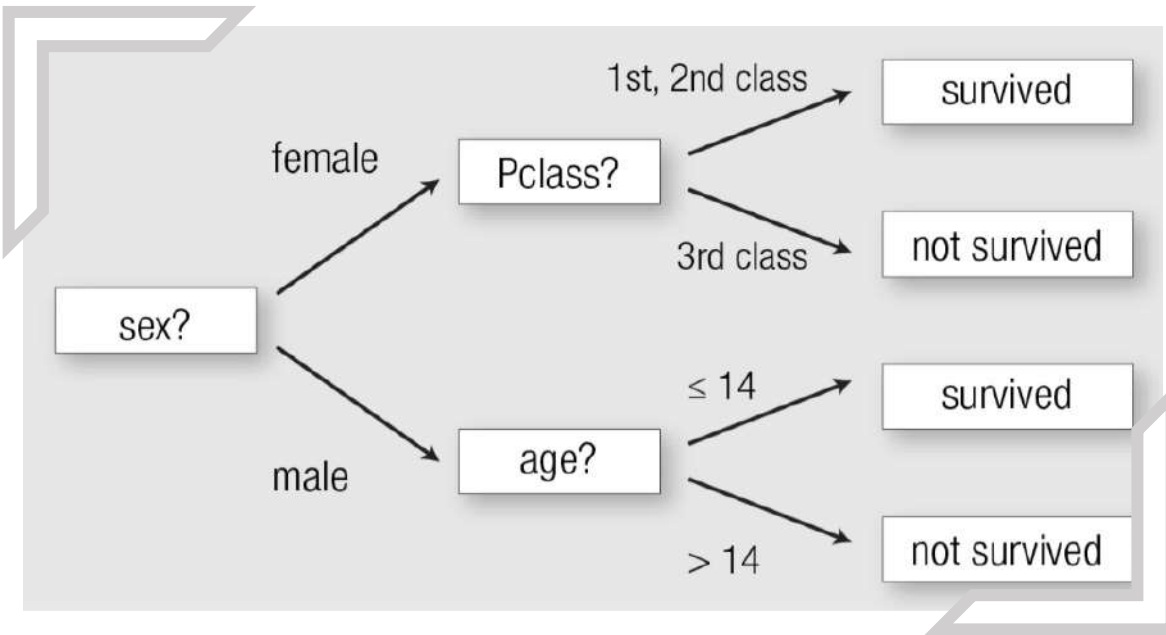 1st, 2nd class
survived
female
Pclass?
3rd class
not survived
sex?
≤ 14
survived
male
age?
> 14
not survived